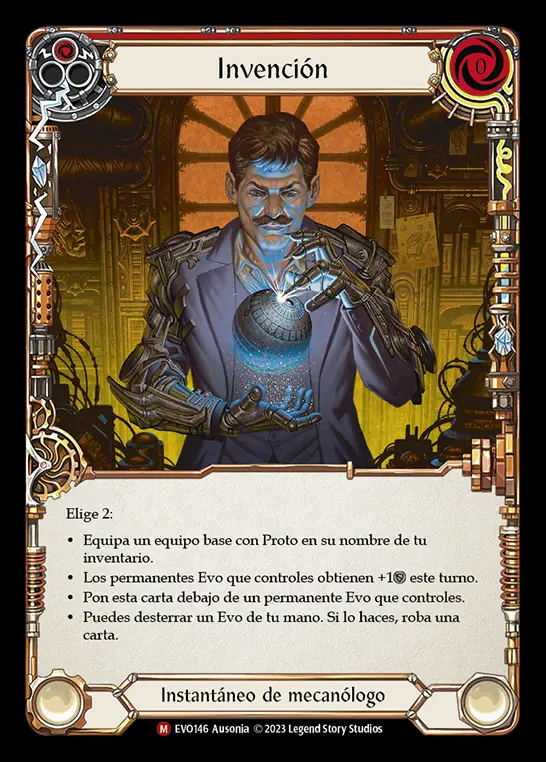 Invención
0
Elige 2:
• Equipa un equipo base con Proto en su nombre de tu
inventario.
• Los permanentes Evo que controles obtienen +1 este turno.
• Pon esta carta debajo de un permanente Evo que controles.
• Puedes desterrar un Evo de tu mano. Si lo haces, roba una
carta.
Instantáneo de mecanólogo
M EVO146 Ausonia © 2023 Legend Story Studios